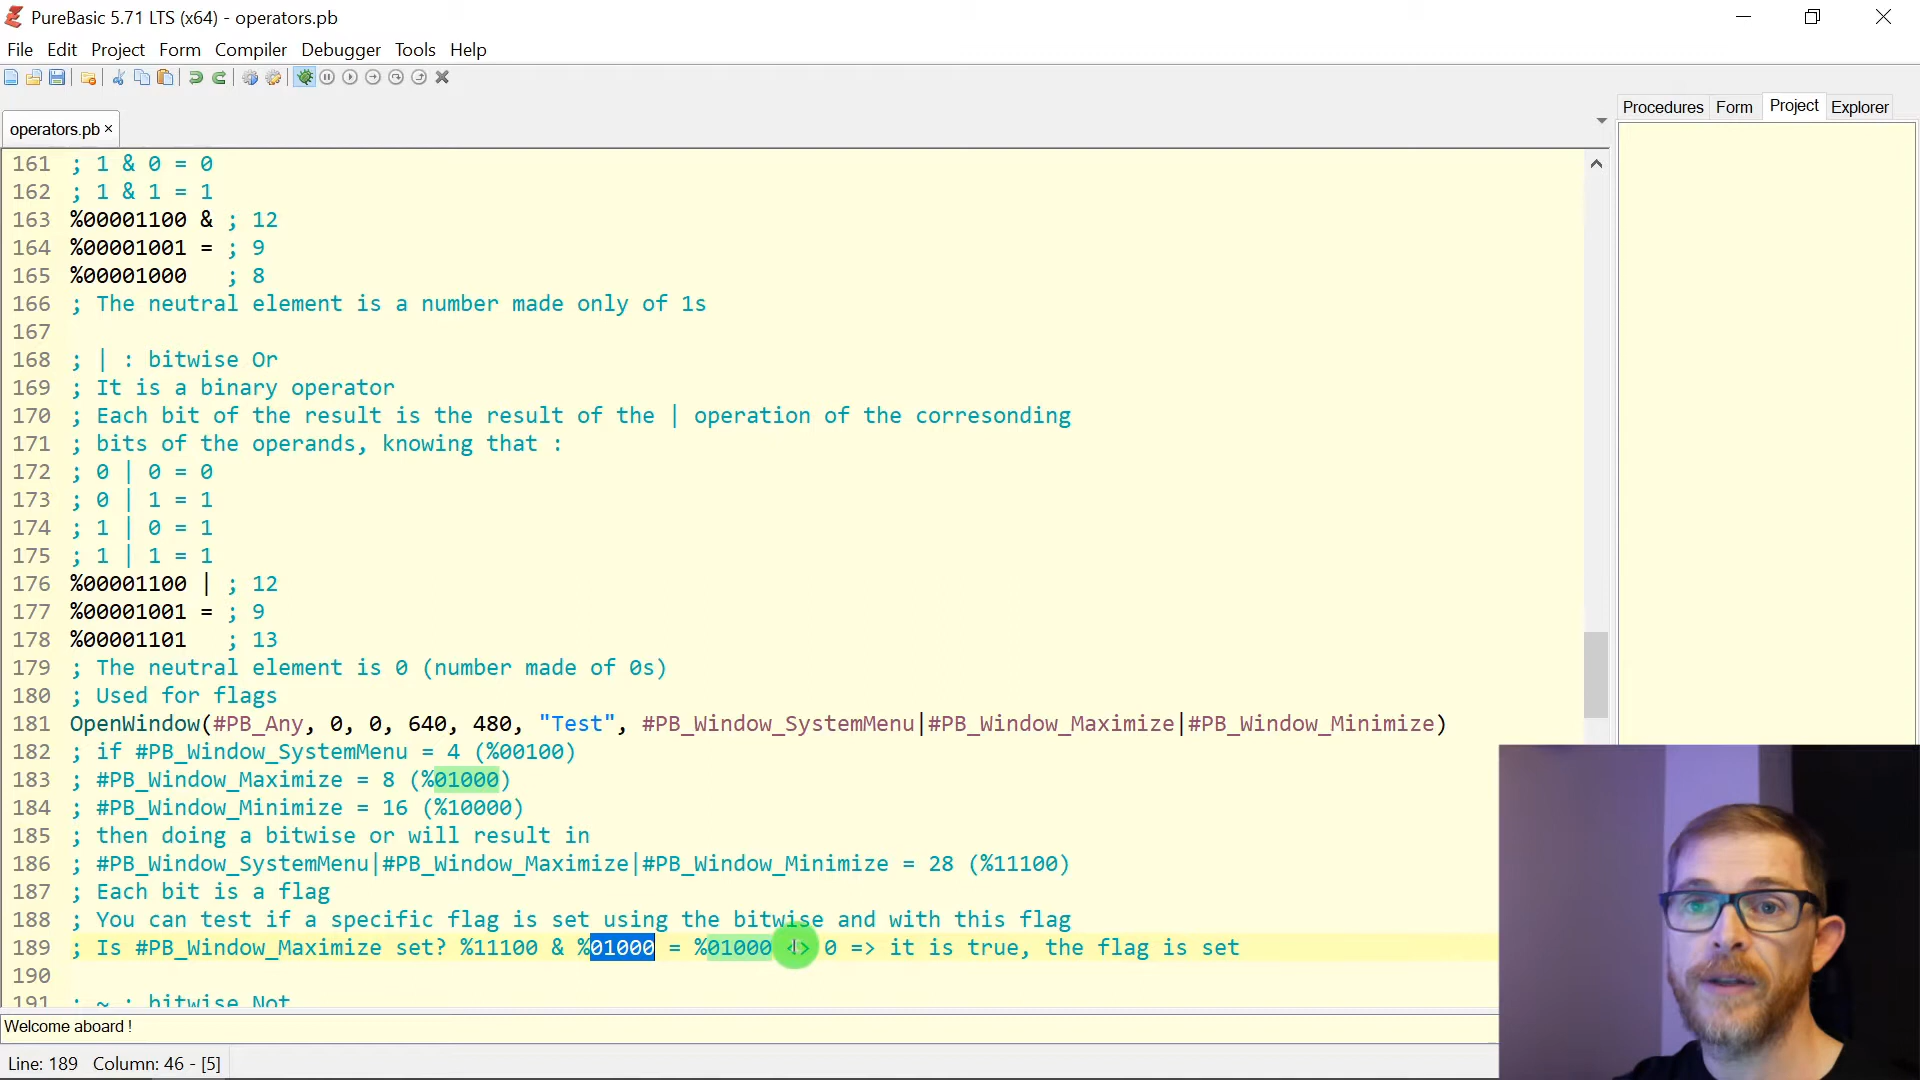 PureBasic 5.71 LTS (x64) - operators.pb
File Edit Project Form Compiler Debugger Tools Help
operators.pb ×
Procedures Form Project Explorer
161 ; 1 & 0 = 0
162 ; 1 & 1 = 1
163 %00001100 & ; 12
164 %00001001 = ; 9
165 %00001000 ; 8
166 ; The neutral element is a number made only of 1s
167
168 ; | : bitwise Or
169 ; It is a binary operator
170 ; Each bit of the result is the result of the | operation of the corresonding
171 ; bits of the operands, knowing that :
172 ; 0 | 0 = 0
173 ; 0 | 1 = 1
174 ; 1 | 0 = 1
175 ; 1 | 1 = 1
176 %00001100 | ; 12
177 %00001001 = ; 9
178 %00001101 ; 13
179 ; The neutral element is 0 (number made of 0s)
180 ; Used for flags
181 OpenWindow(#PB_Any, 0, 0, 640, 480, "Test", #PB_Window_SystemMenu|#PB_Window_Maximize|#PB_Window_Minimize)
182 ; if #PB_Window_SystemMenu = 4 (%00100)
183 ; #PB_Window_Maximize = 8 (%01000)
184 ; #PB_Window_Minimize = 16 (%10000)
185 ; then doing a bitwise or will result in
186 ; #PB_Window_SystemMenu|#PB_Window_Maximize|#PB_Window_Minimize = 28 (%11100)
187 ; Each bit is a flag
188 ; You can test if a specific flag is set using the bitwise and with this flag
189 ; Is #PB_Window_Maximize set? %11100 & %01000 = %01000 <> 0 => it is true, the flag is set
190
191 ; ~ : bitwise Not
Welcome aboard !
Line: 189 Column: 46 - [5]